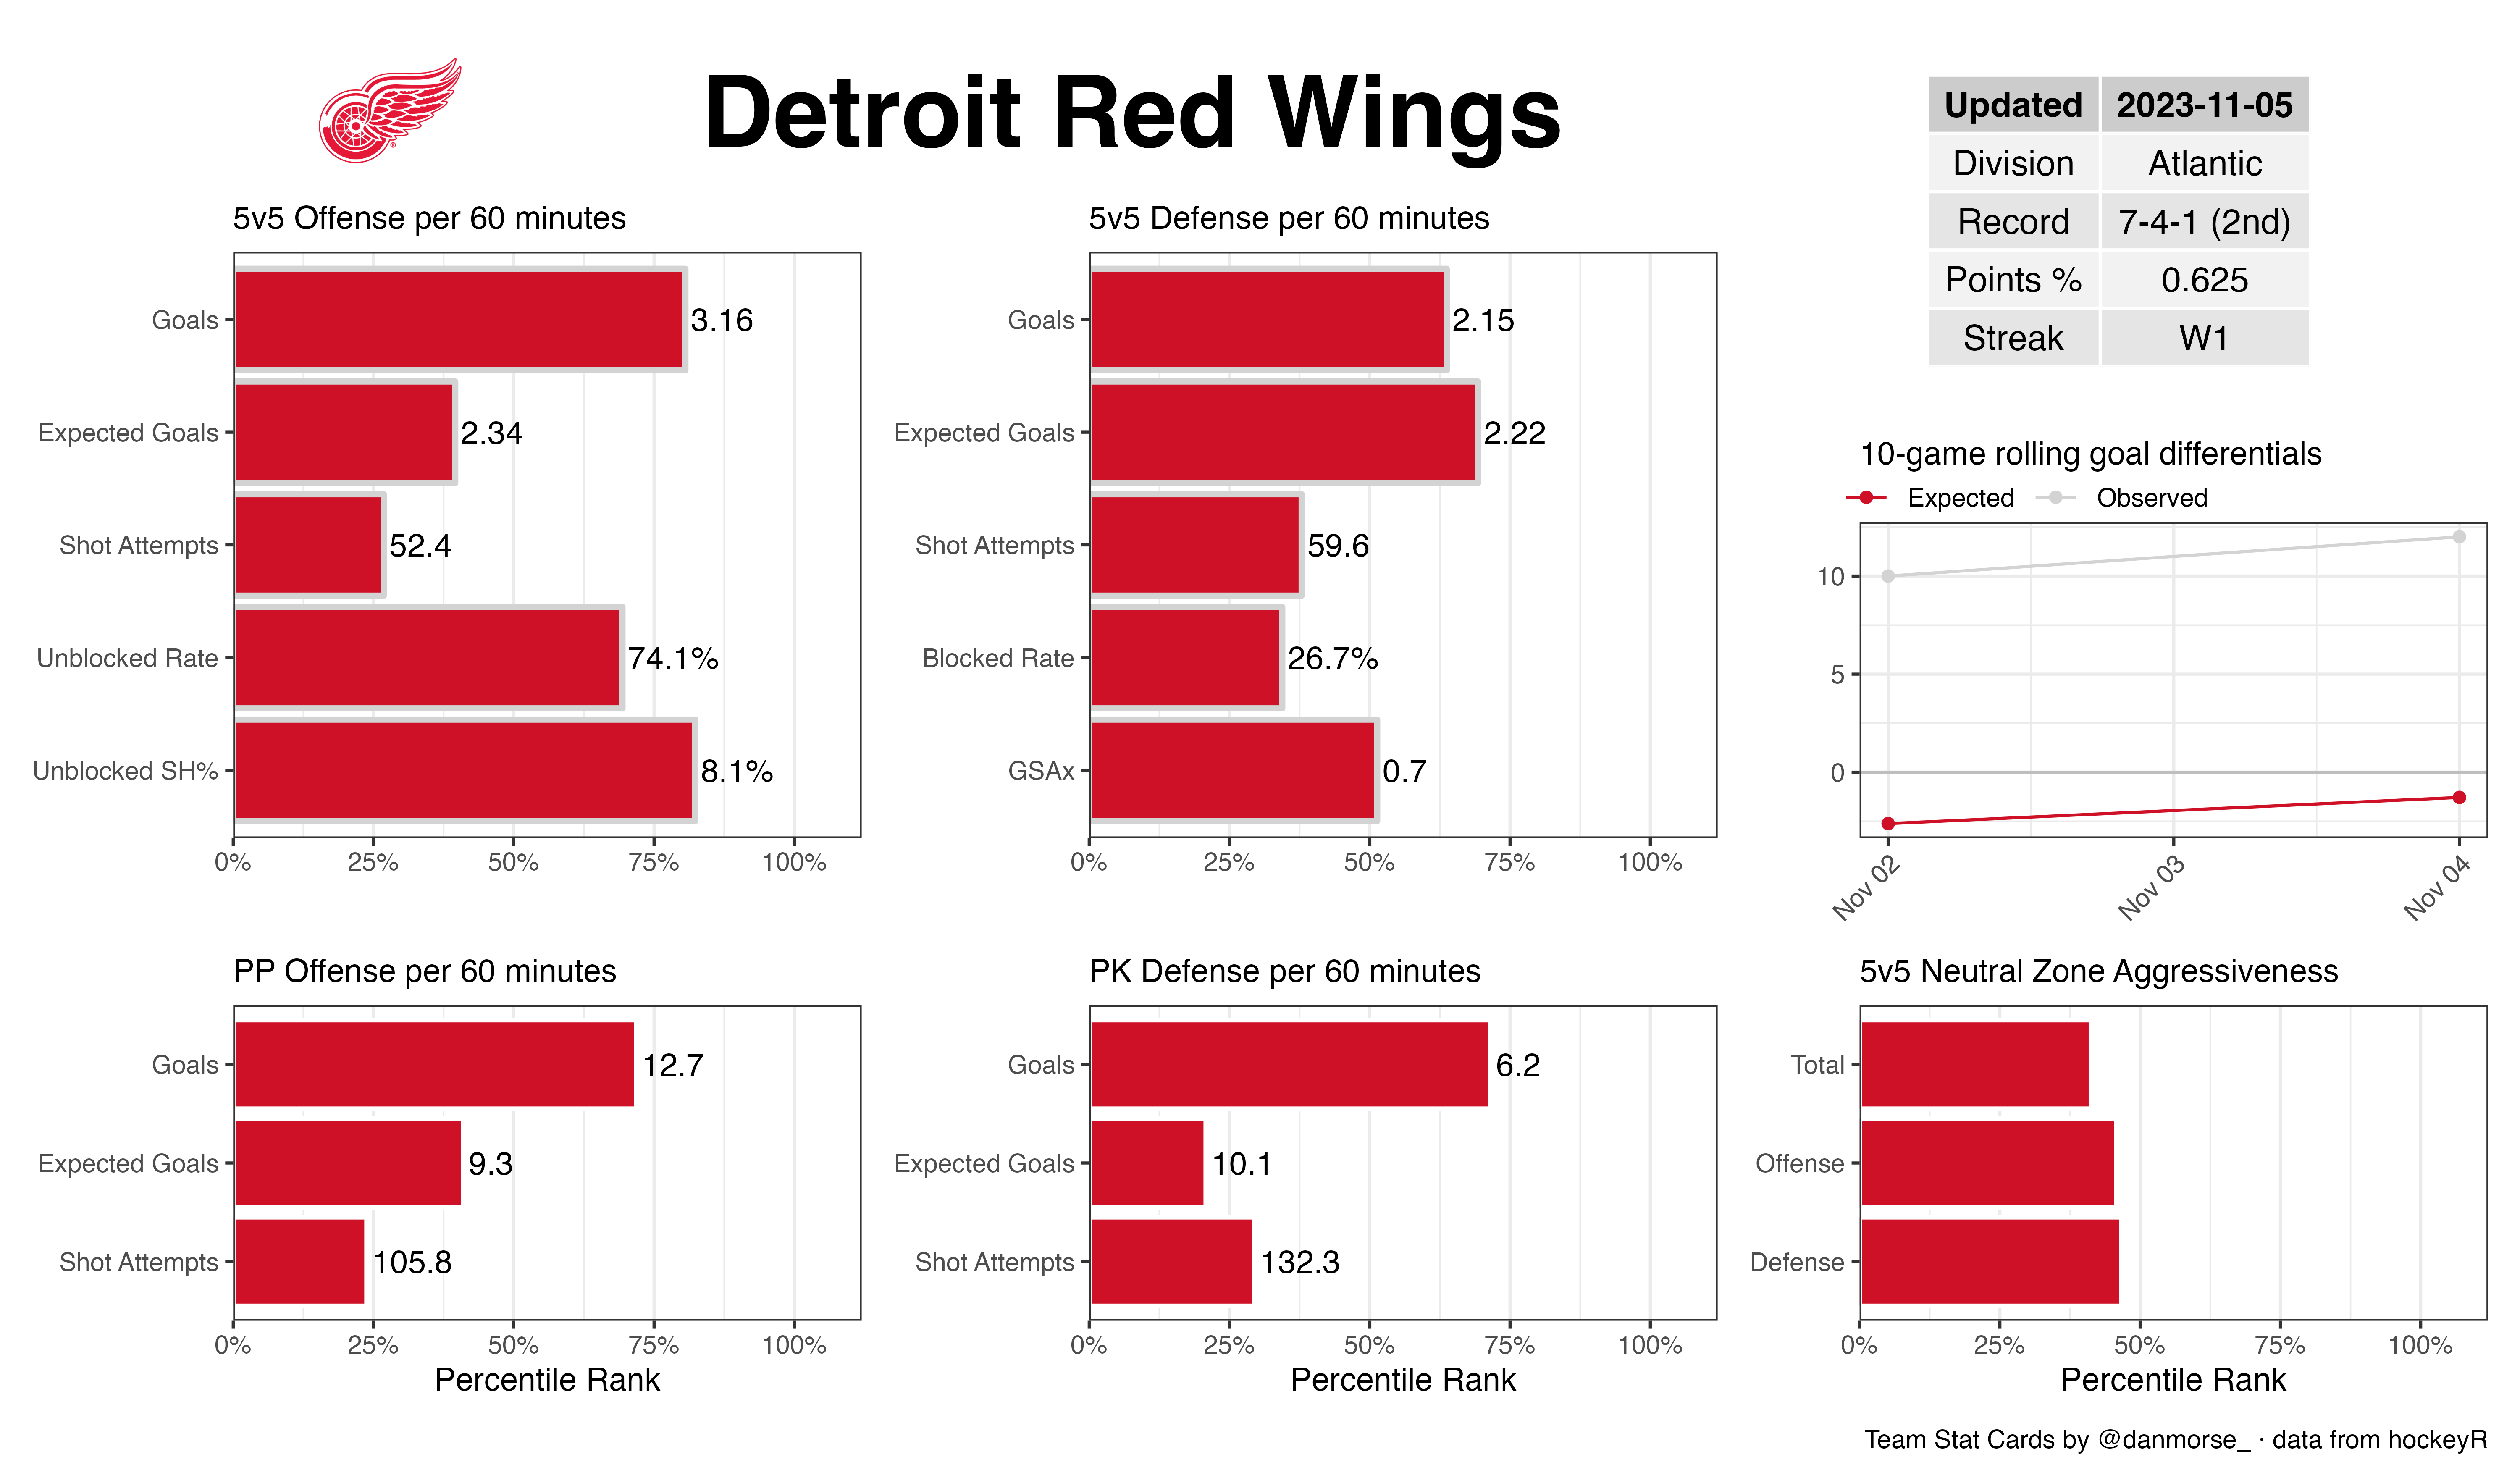 Detroit Red Wings
Updated 2023-11-05
Division Atlantic
Record 7-4-1 (2nd)
Points % 0.625
Streak W1
5v5 Offense per 60 minutes
Goals 3.16
Expected Goals 2.34
Shot Attempts 52.4
Unblocked Rate 74.1%
Unblocked SH% 8.1%
0% 25% 50% 75% 100%
5v5 Defense per 60 minutes
Goals 2.15
Expected Goals 2.22
Shot Attempts 59.6
Blocked Rate 26.7%
GSAx 0.7
0% 25% 50% 75% 100%
10-game rolling goal differentials
Expected Observed
10
5
0
Nov 02 Nov 03 Nov 04
PP Offense per 60 minutes
Goals 12.7
Expected Goals 9.3
Shot Attempts 105.8
0% 25% 50% 75% 100%
Percentile Rank
PK Defense per 60 minutes
Goals 6.2
Expected Goals 10.1
Shot Attempts 132.3
0% 25% 50% 75% 100%
Percentile Rank
5v5 Neutral Zone Aggressiveness
Total
Offense
Defense
0% 25% 50% 75% 100%
Percentile Rank
Team Stat Cards by @danmorse_ · data from hockeyR